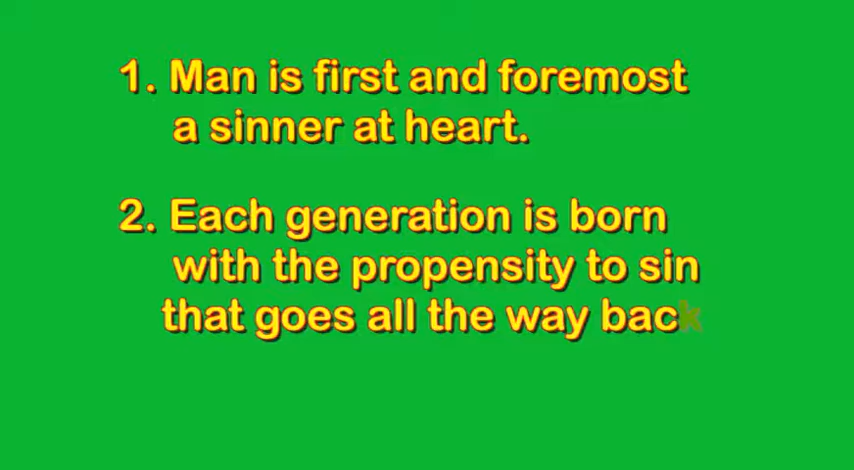 1. Man is first and foremost
a sinner at heart.
2. Each generation is born
with the propensity to sin
that goes all the way back